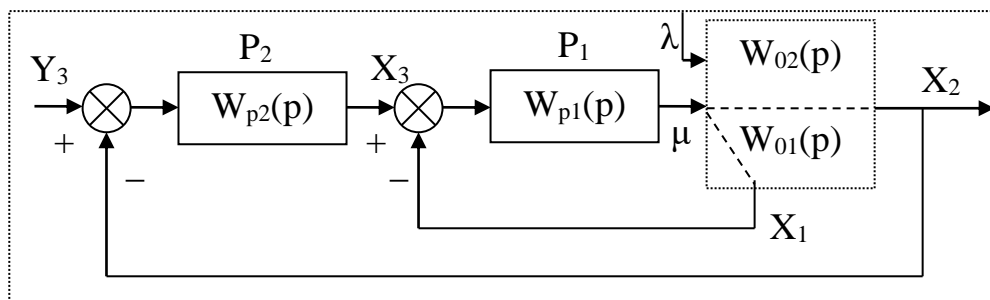 P₂
P₁
λ
W₀₂(p)
Y₃
X₃
X₂
Wₚ₂(p)
Wₚ₁(p)
+
+
μ
W₀₁(p)
−
−
X₁